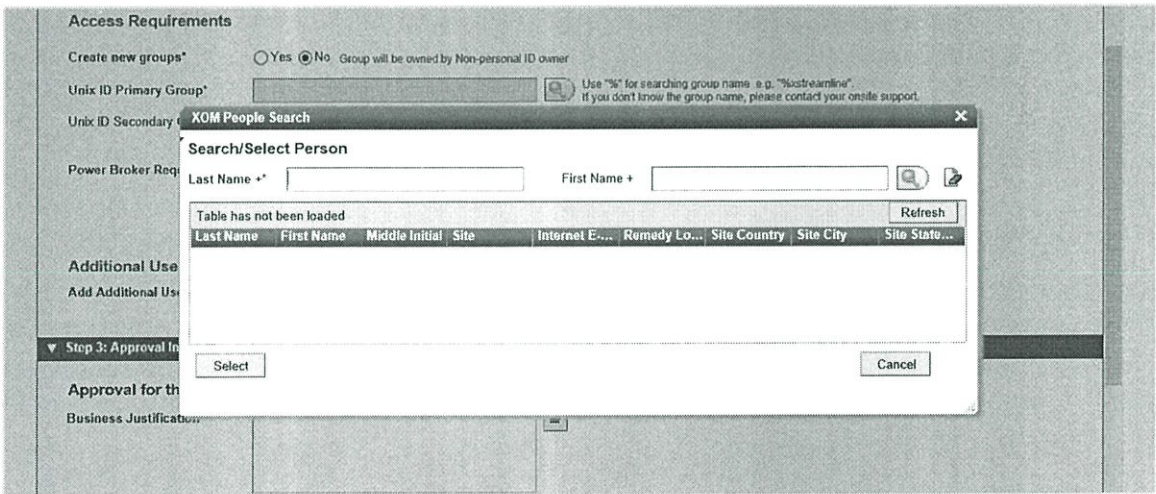 Access Requirements
Create new groups* Yes No Group will be owned by Non-personal ID owner
Unix ID Primary Group* Use "%" for searching group name e.g. "%xstreamline".
If you don't know the group name, please contact your onsite support.
Unix ID Secondary
XOM People Search ×
Search/Select Person
Power Broker Requ
Last Name +* First Name +
Table has not been loaded Refresh
Last Name First Name Middle Initial Site Internet E-... Remedy Lo... Site Country Site City Site State...
Additional Use
Add Additional Use
Step 3: Approval In
Select Cancel
Approval for th
Business Justification